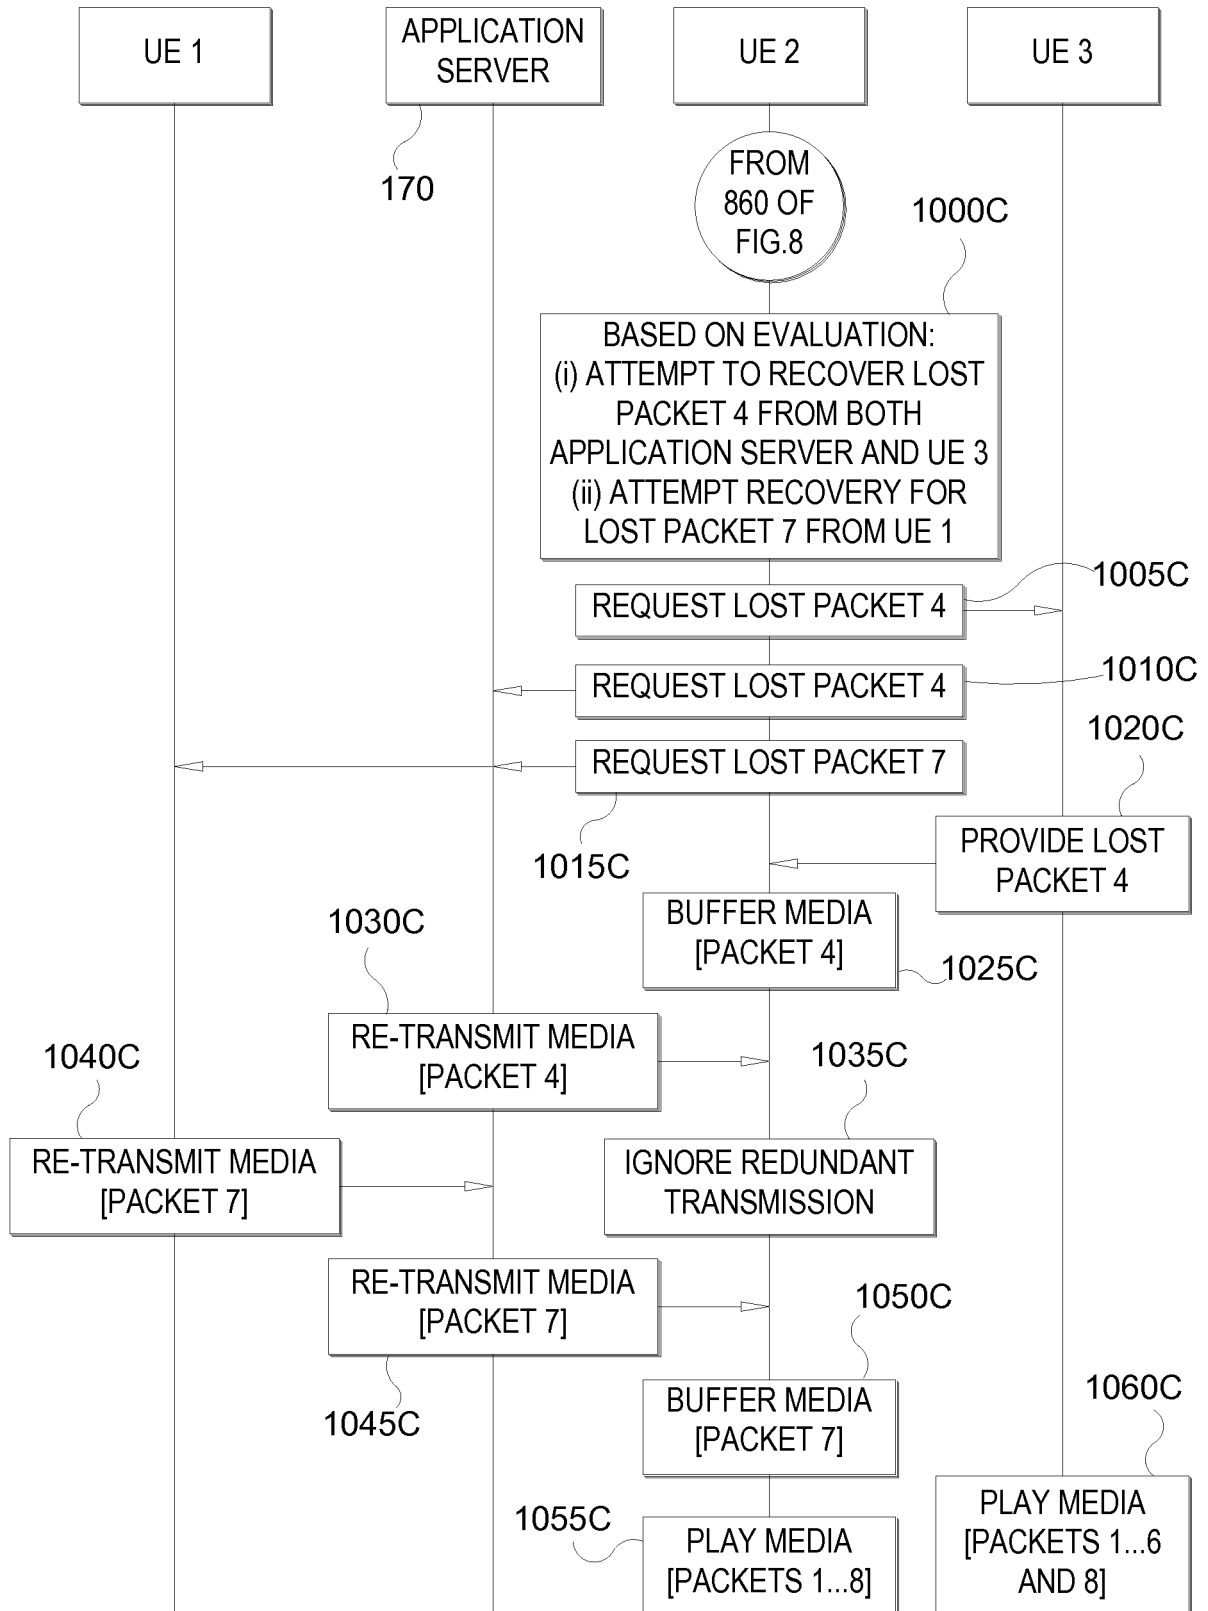 UE 1
APPLICATION
SERVER
UE 2
UE 3
170
FROM
860 OF
FIG.8
1000C
BASED ON EVALUATION:
(i) ATTEMPT TO RECOVER LOST
PACKET 4 FROM BOTH
APPLICATION SERVER AND UE 3
(ii) ATTEMPT RECOVERY FOR
LOST PACKET 7 FROM UE 1
REQUEST LOST PACKET 4
1005C
REQUEST LOST PACKET 4
1010C
REQUEST LOST PACKET 7
1015C
1020C
PROVIDE LOST
PACKET 4
BUFFER MEDIA
[PACKET 4]
1025C
1030C
RE-TRANSMIT MEDIA
[PACKET 4]
1035C
IGNORE REDUNDANT
TRANSMISSION
1040C
RE-TRANSMIT MEDIA
[PACKET 7]
RE-TRANSMIT MEDIA
[PACKET 7]
1045C
1050C
BUFFER MEDIA
[PACKET 7]
1055C
PLAY MEDIA
[PACKETS 1...8]
1060C
PLAY MEDIA
[PACKETS 1...6
AND 8]